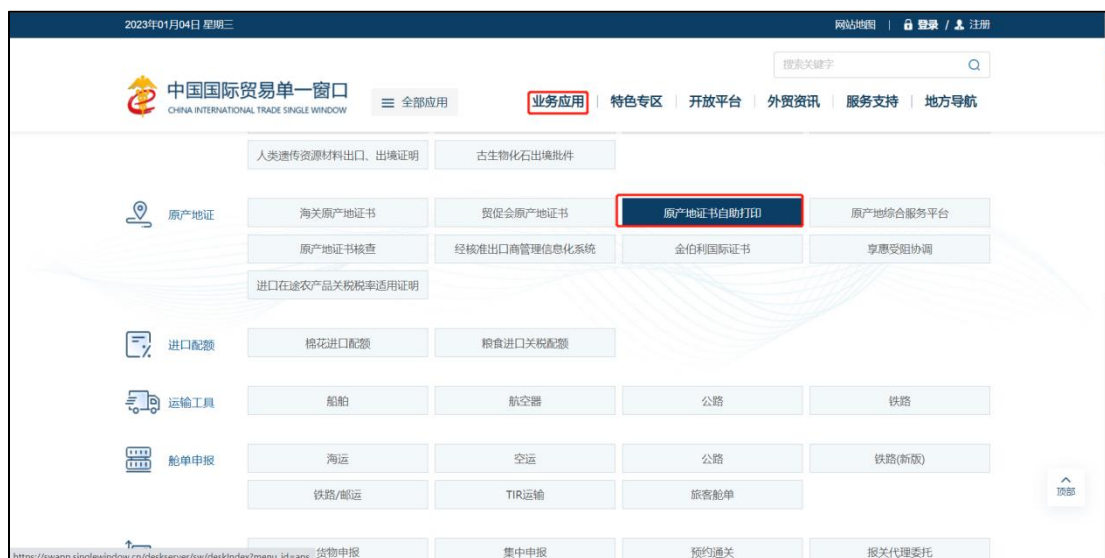 2023年01月04日 星期三 网站地图 | 登录 / 注册
搜索关键字
中国国际贸易单一窗口
CHINA INTERNATIONAL TRADE SINGLE WINDOW
全部应用 业务应用 | 特色专区 | 开放平台 | 外贸资讯 | 服务支持 | 地方导航
人类遗传资源材料出口、出境证明 古生物化石出境批件
原产地证 海关原产地证书 贸促会原产地证书 原产地证书自助打印 原产地综合服务平台
原产地证书核查 经核准出口商管理信息化系统 金伯利国际证书 享惠受阻协调
进口在途农产品关税税率适用证明
进口配额 棉花进口配额 粮食进口关税配额
运输工具 船舶 航空器 公路 铁路
舱单申报 海运 空运 公路 铁路(新版)
铁路/邮运 TIR运输 旅客舱单
顶部
货物申报 集中申报 预约通关 报关代理委托
https://swapp.singlewindow.cn/deskserver/sw/deskIndex?menu_id=aps